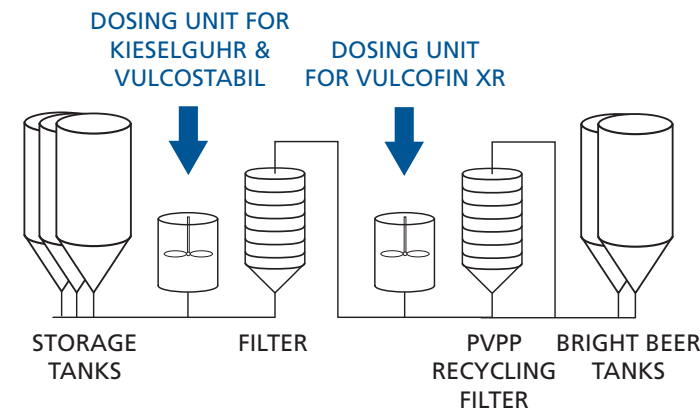 DOSING UNIT FOR
KIESELGUHR &
VULCOSTABIL
DOSING UNIT
FOR VULCOFIN XR
STORAGE
TANKS
FILTER
PVPP
RECYCLING
FILTER
BRIGHT BEER
TANKS